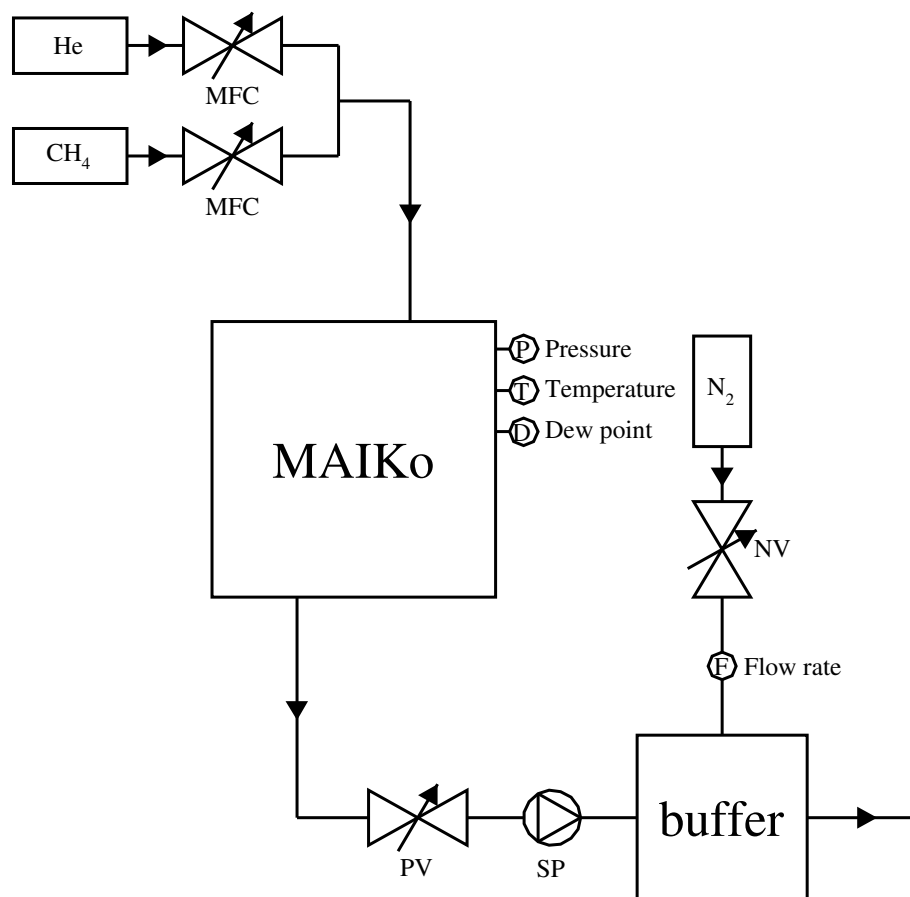 He
MFC
CH₄
MFC
P Pressure
T Temperature
D Dew point
MAIKo
N₂
NV
F Flow rate
buffer
PV
SP